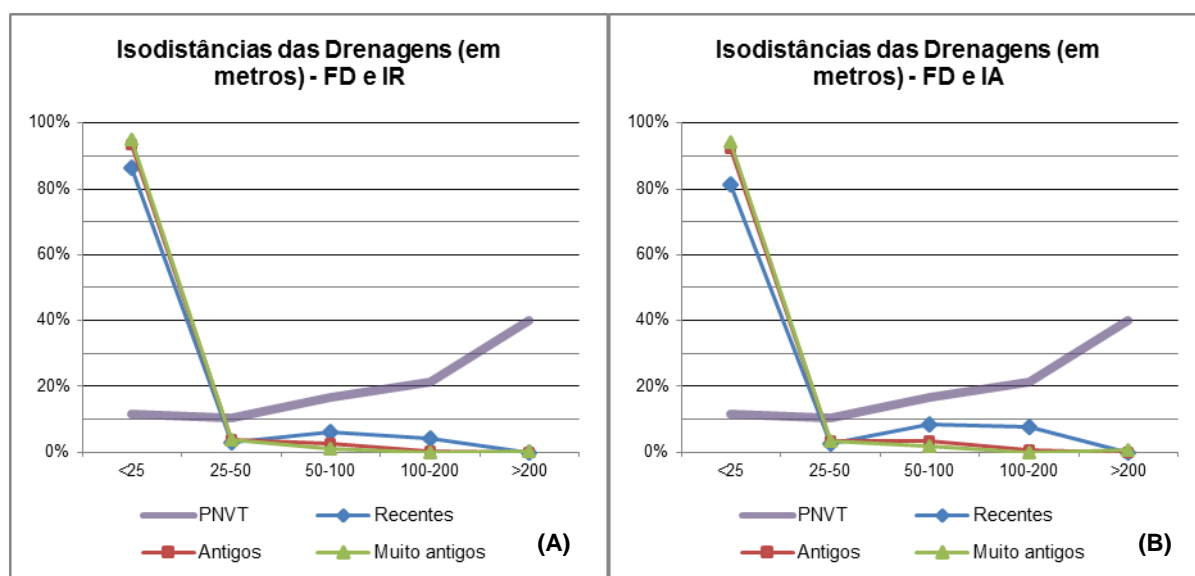 Isodistâncias das Drenagens (em
metros) - FD e IR
100%
80%
60%
40%
20%
0%
<25
25-50
50-100
100-200
>200
PNVT
Recentes
Antigos
Muito antigos
(A)
Isodistâncias das Drenagens (em
metros) - FD e IA
100%
80%
60%
40%
20%
0%
<25
25-50
50-100
100-200
>200
PNVT
Recentes
Antigos
Muito antigos
(B)